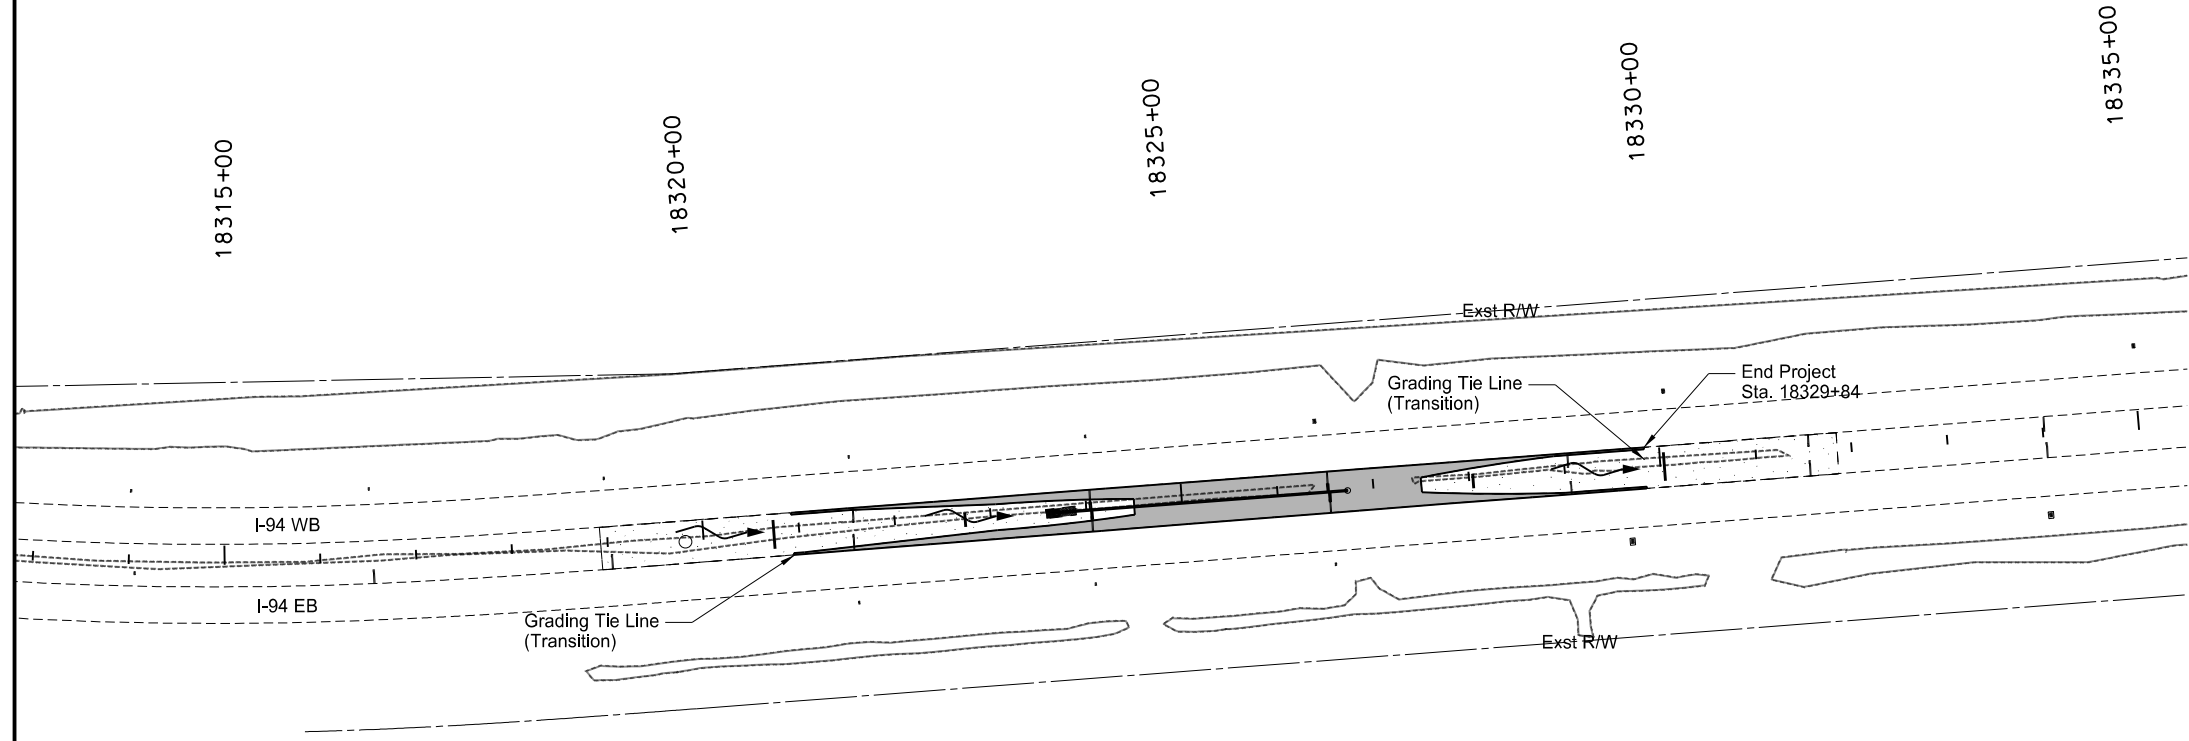 18315+00
18320+00
18325+00
18330+00
18335+00
Exst R/W
Grading Tie Line
(Transition)
End Project
Sta. 18329+84
I-94 WB
I-94 EB
Grading Tie Line
(Transition)
Exst R/W